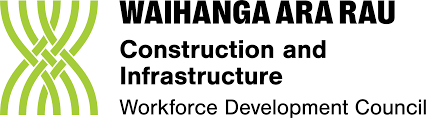 WAIHANGA ARA RAU
Construction and
Infrastructure
Workforce Development Council